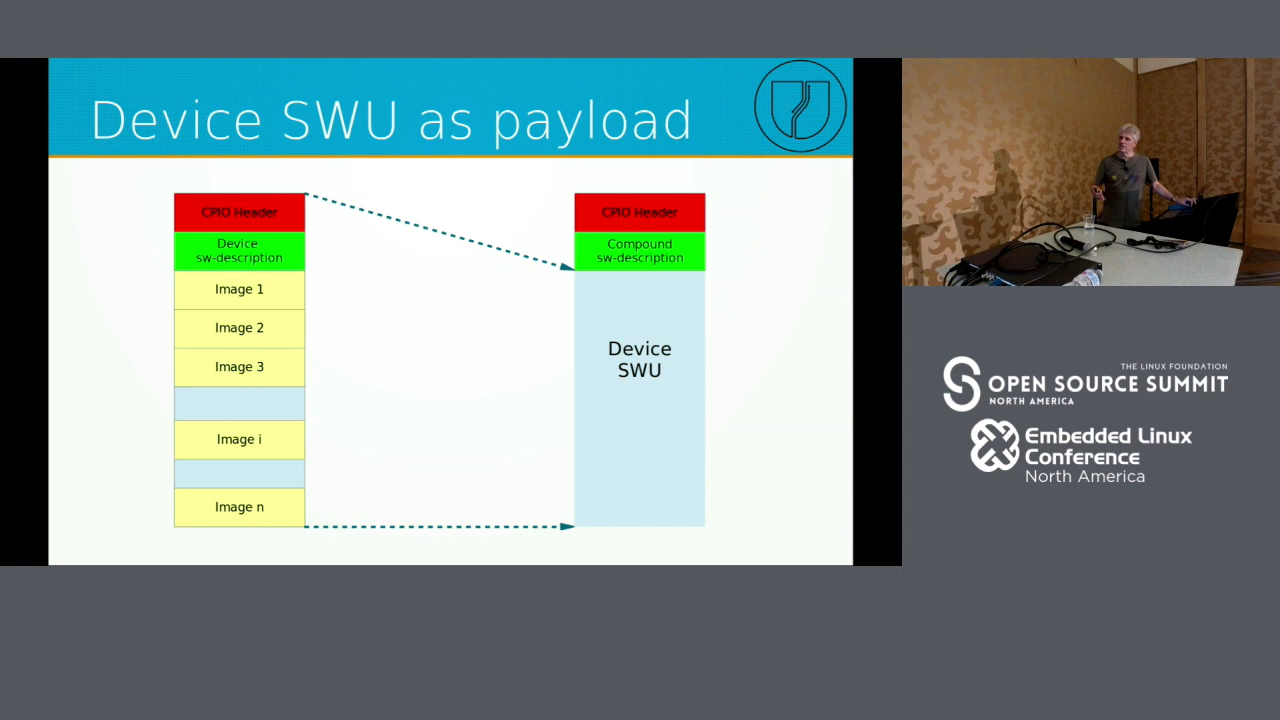 Device SWU as payload
CPIO Header
Device
sw-description
Image 1
Image 2
Image 3
Image i
Image n
CPIO Header
Compound
sw-description
Device
SWU
THE LINUX FOUNDATION
OPEN SOURCE SUMMIT
NORTH AMERICA
Embedded Linux
Conference
North America